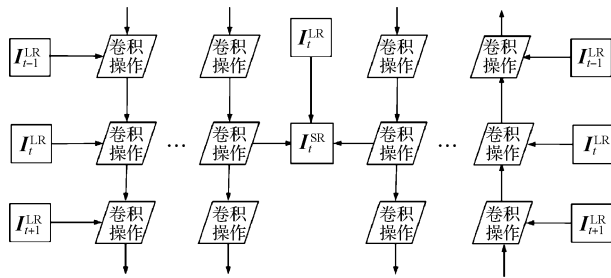 I_t^LR
I_{t-1}^LR 卷积操作 卷积操作 卷积操作 卷积操作 I_{t-1}^LR
I_t^LR 卷积操作 … 卷积操作 I_t^SR 卷积操作 … 卷积操作 I_t^LR
I_{t+1}^LR 卷积操作 卷积操作 卷积操作 卷积操作 I_{t+1}^LR